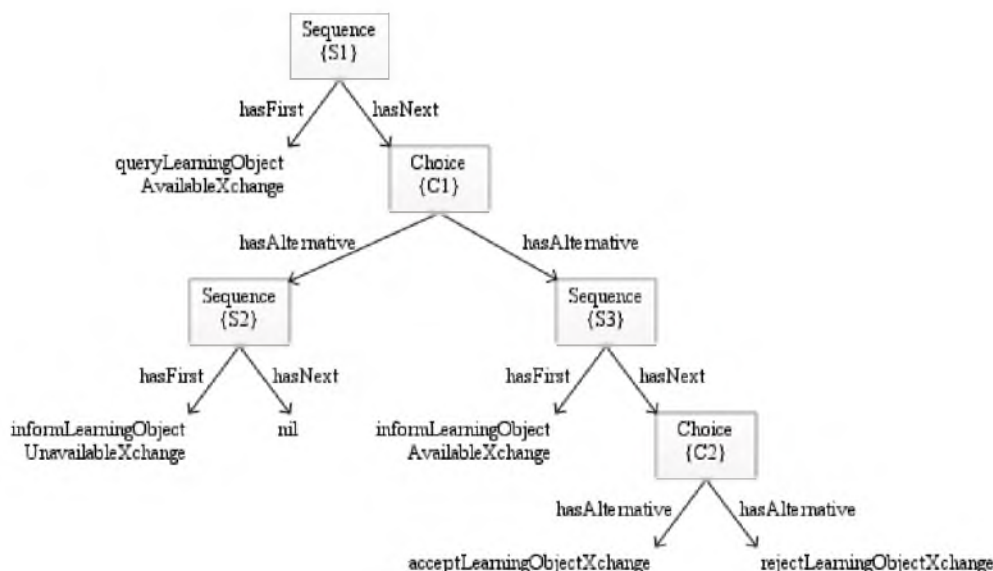 Sequence
{S1}
hasFirst
hasNext
queryLearningObject
AvailableXchange
Choice
{C1}
hasAlternative
hasAlternative
Sequence
{S2}
Sequence
{S3}
hasFirst
hasNext
hasFirst
hasNext
informLearningObject
UnavailableXchange
nil
informLearningObject
AvailableXchange
Choice
{C2}
hasAlternative
hasAlternative
acceptLearningObjectXchange
rejectLearningObjectXchange